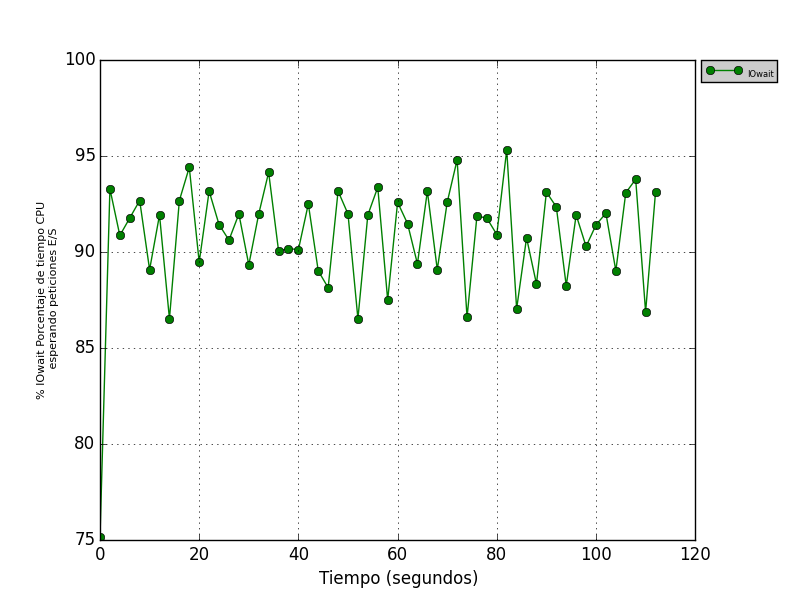 100
95
90
85
80
75
% IOwait Porcentaje de tiempo CPU
esperando peticiones E/S
0 20 40 60 80 100 120
Tiempo (segundos)
IOwait